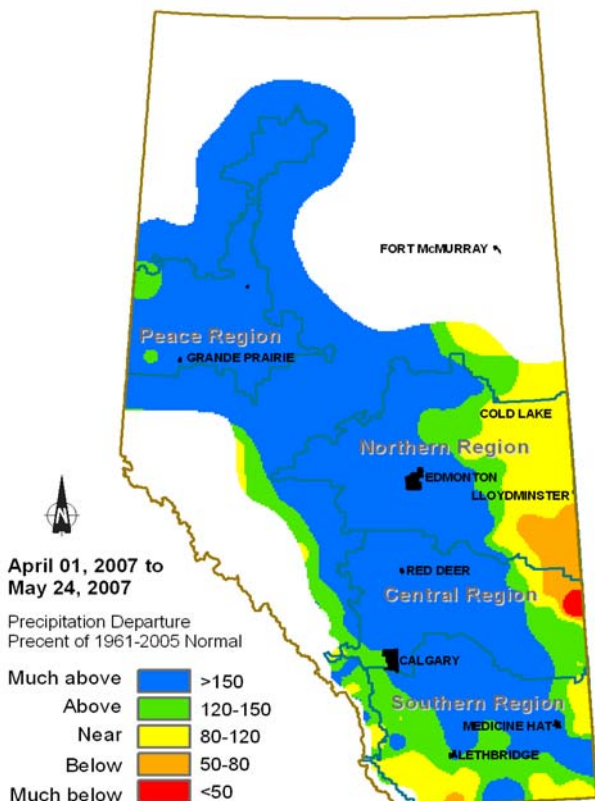 FORT McMURRAY
Peace Region
GRANDE PRAIRIE
COLD LAKE
Northern Region
EDMONTON
LLOYDMINSTER
N
April 01, 2007 to
May 24, 2007
RED DEER
Central Region
Precipitation Departure
Precent of 1961-2005 Normal
CALGARY
Much above >150
Southern Region
Above 120-150
MEDICINE HAT
Near 80-120
LETHBRIDGE
Below 50-80
Much below <50